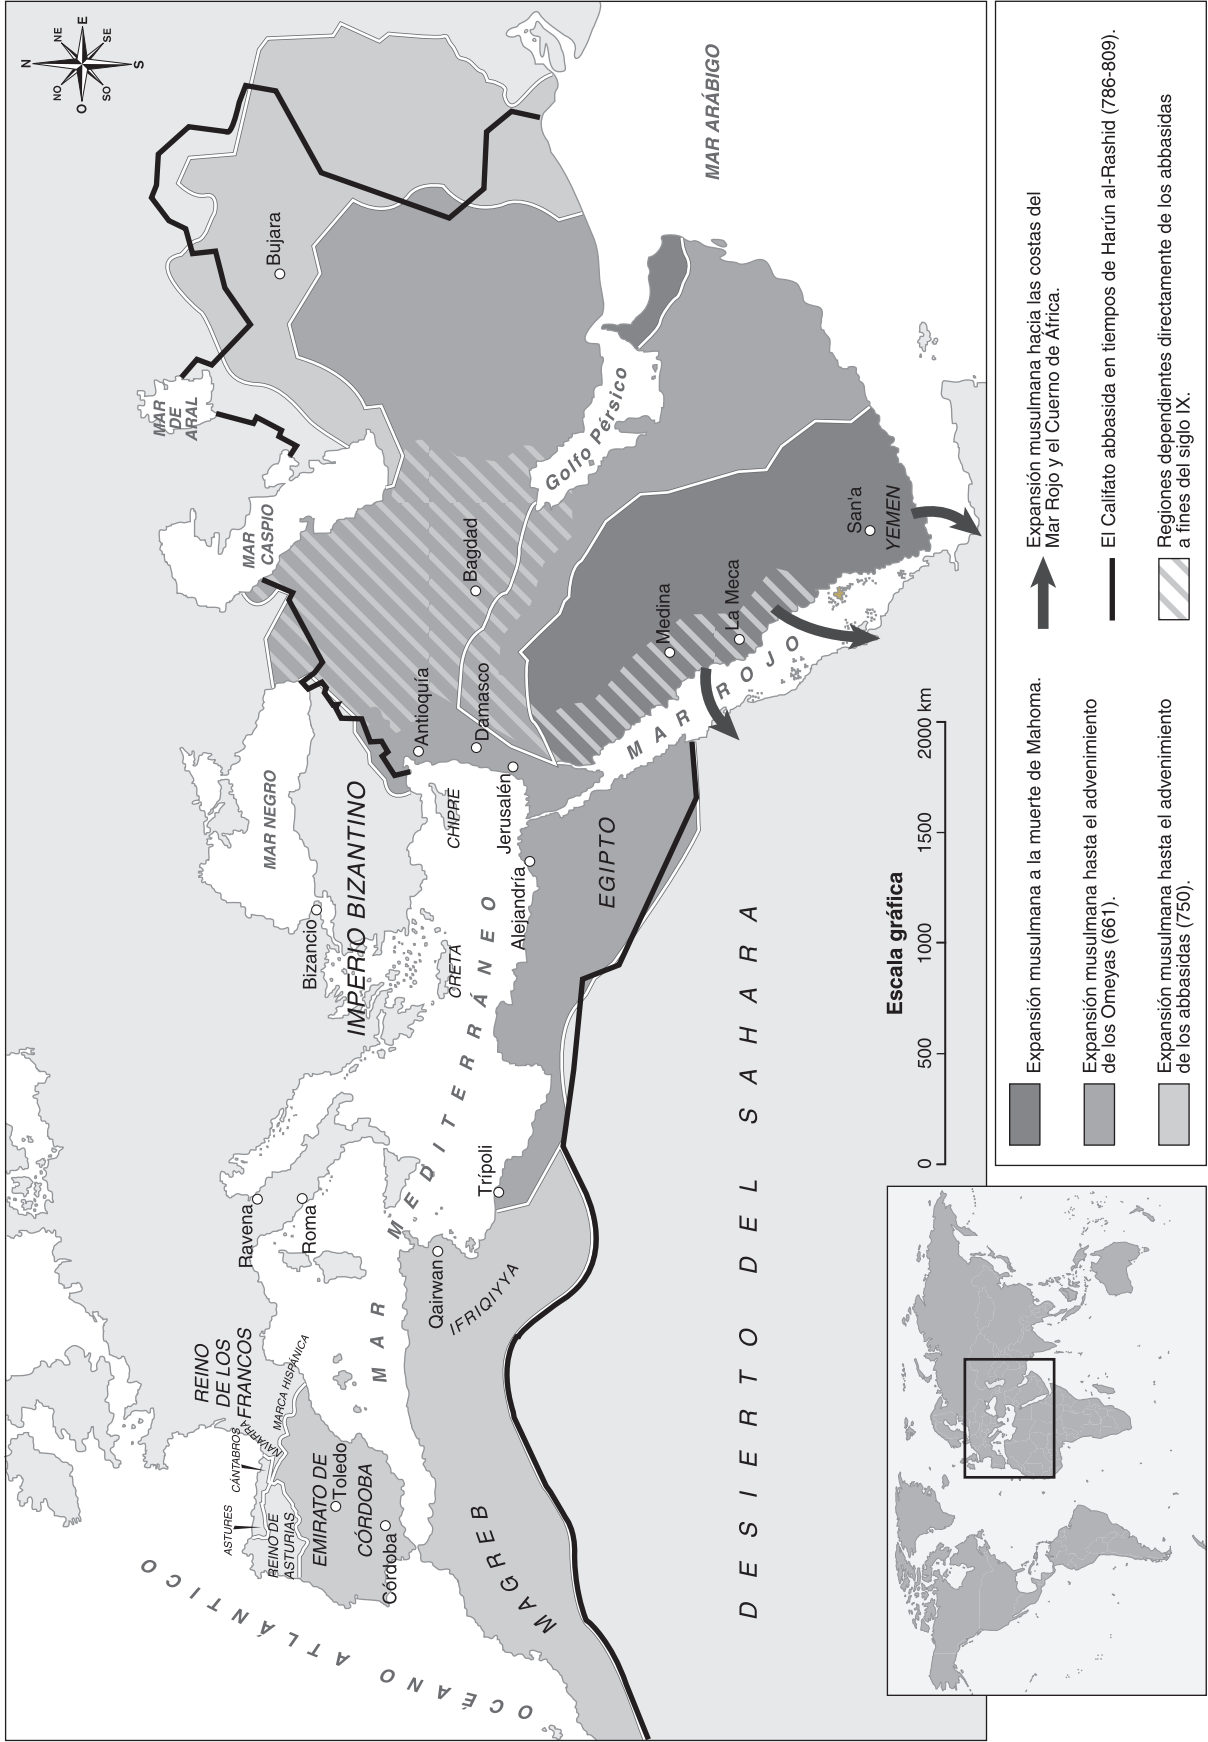 N
NE
E
SE
S
SO
O
NO
OCÉANO ATLÁNTICO
ASTURES
CÁNTABROS
REINO DE
ASTURIAS
NAVARRA
MARCA HISPÁNICA
REINO
DE LOS
FRANCOS
EMIRATO DE
CÓRDOBA
Toledo
Córdoba
MAGREB
Ravena
Roma
Qairwan
IFRIQIYYA
Trípoli
MAR MEDITERRÁNEO
Bizancio
IMPERIO BIZANTINO
MAR NEGRO
CRETA
CHIPRE
Alejandría
Jerusalén
EGIPTO
Antioquía
Damasco
Bagdad
MAR
CASPIO
MAR
DE
ARAL
Bujara
Golfo Pérsico
MAR ARÁBIGO
Medina
La Meca
San'a
YEMEN
MAR ROJO
DESIERTO DEL SAHARA
Escala gráfica
0 500 1000 1500 2000 km
Expansión musulmana a la muerte de Mahoma.
Expansión musulmana hasta el advenimiento
de los Omeyas (661).
Expansión musulmana hasta el advenimiento
de los abbasidas (750).
Expansión musulmana hacia las costas del
Mar Rojo y el Cuerno de África.
El Califato abbasida en tiempos de Harún al-Rashid (786-809).
Regiones dependientes directamente de los abbasidas
a fines del siglo IX.